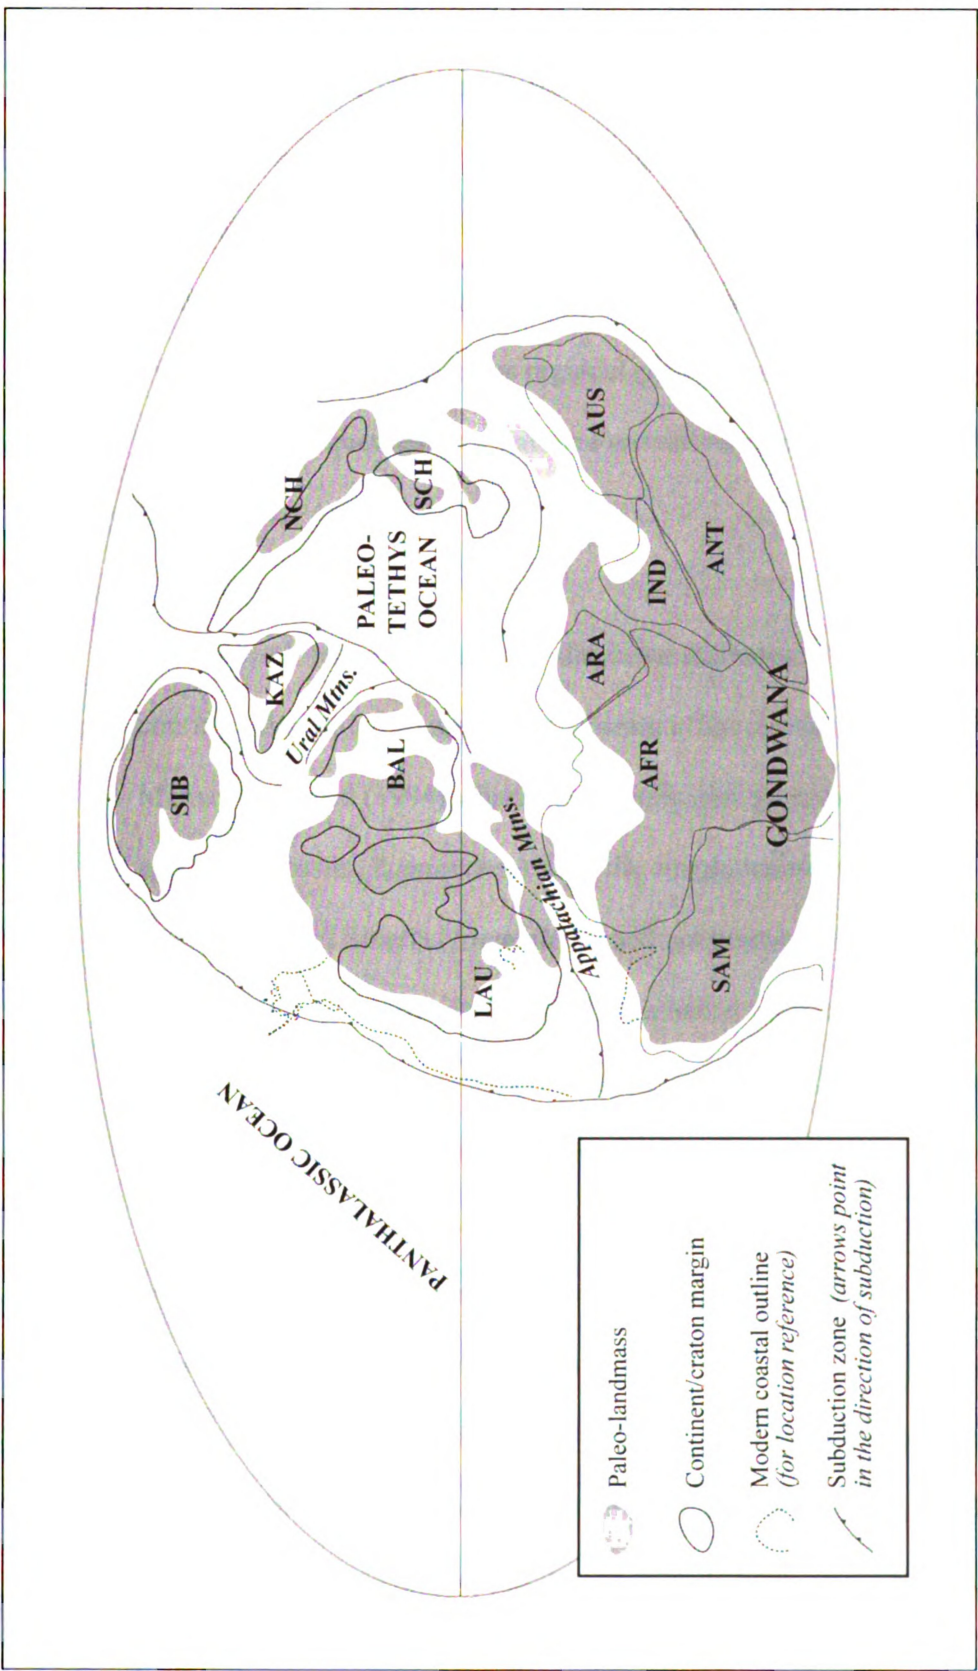 PANTHALASSIC OCEAN
SIB
KAZ
NCH
Ural Mtns.
PALEO-
TETHYS
OCEAN
SCH
BAL
LAU
Appalachian Mtns.
AUS
ARA
IND
AFR
ANT
SAM
GONDWANA
Paleo-landmass
Continent/craton margin
Modern coastal outline
(for location reference)
Subduction zone (arrows point
in the direction of subduction)